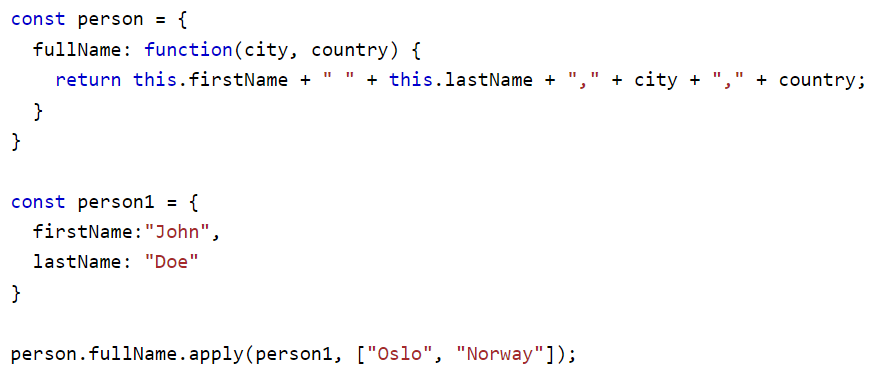 const person = {
  fullName: function(city, country) {
    return this.firstName + " " + this.lastName + "," + city + "," + country;
  }
}

const person1 = {
  firstName:"John",
  lastName: "Doe"
}

person.fullName.apply(person1, ["Oslo", "Norway"]);